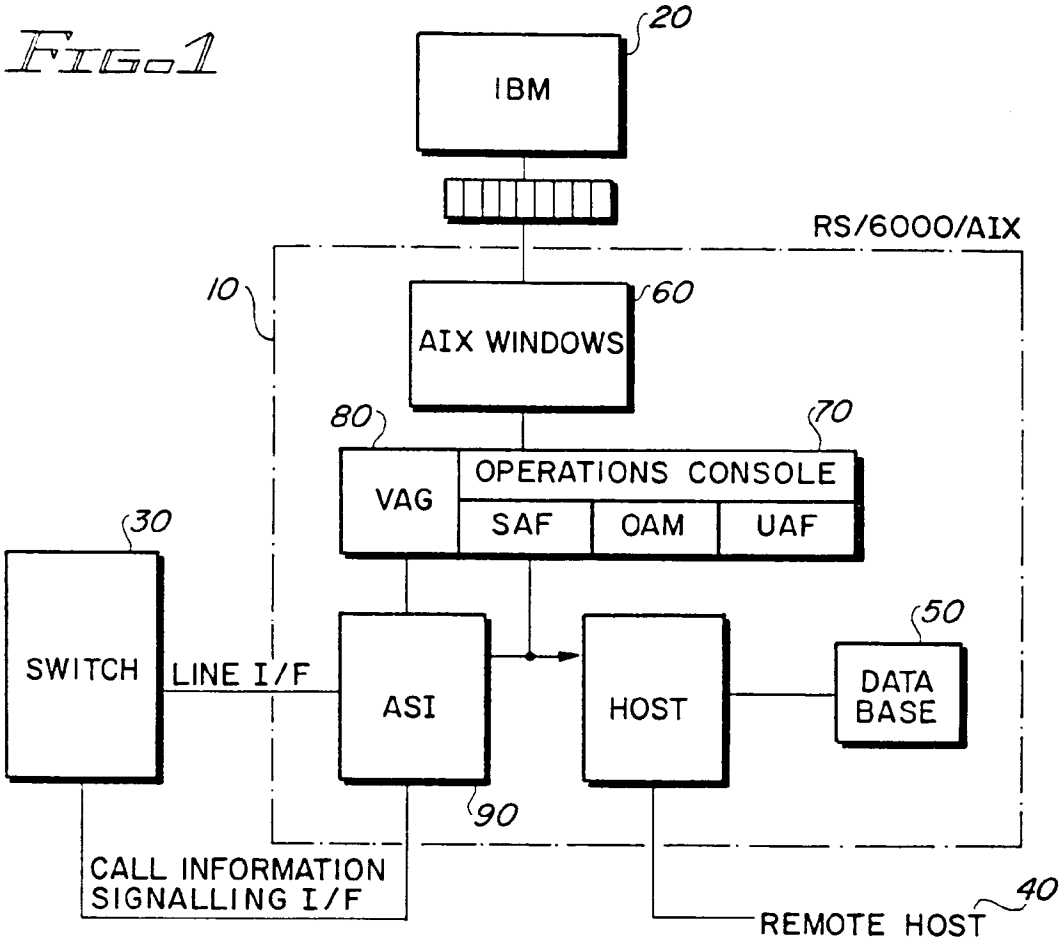 FIG.1
20
IBM
RS/6000/AIX
10
60
AIX WINDOWS
80
70
VAG
OPERATIONS CONSOLE
SAF
OAM
UAF
30
SWITCH
LINE I/F
ASI
90
HOST
50
DATA
BASE
CALL INFORMATION
SIGNALLING I/F
REMOTE HOST
40